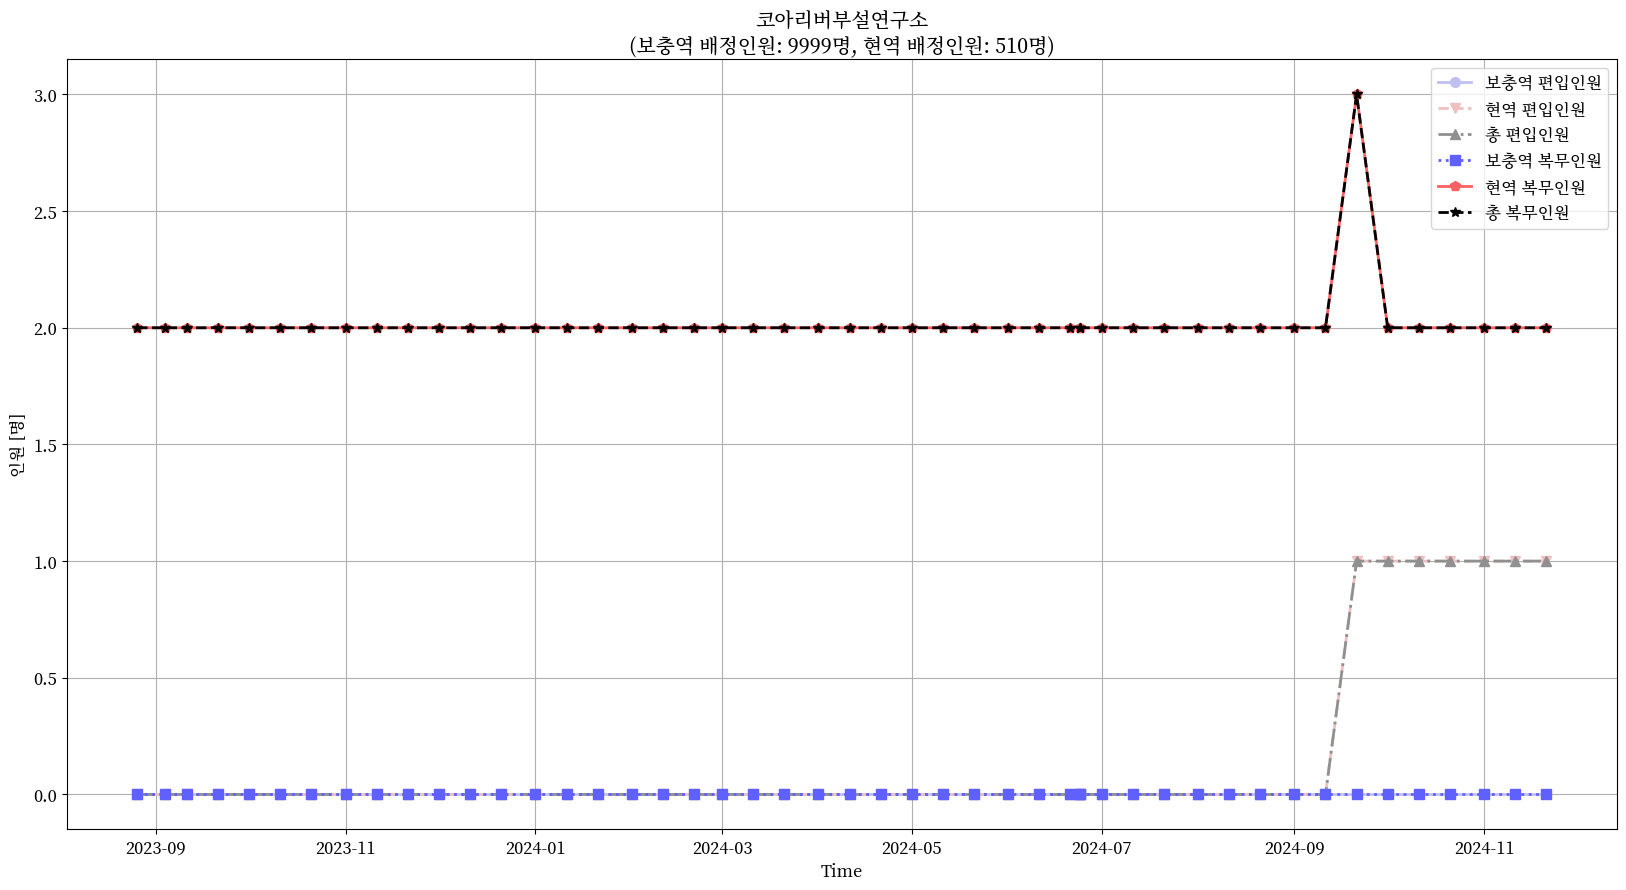 코아리버부설연구소
(보충역 배정인원: 9999명, 현역 배정인원: 510명)
보충역 편입인원
현역 편입인원
총 편입인원
보충역 복무인원
현역 복무인원
총 복무인원
인원 [명]
3.0
2.5
2.0
1.5
1.0
0.5
0.0
2023-09
2023-11
2024-01
2024-03
2024-05
2024-07
2024-09
2024-11
Time